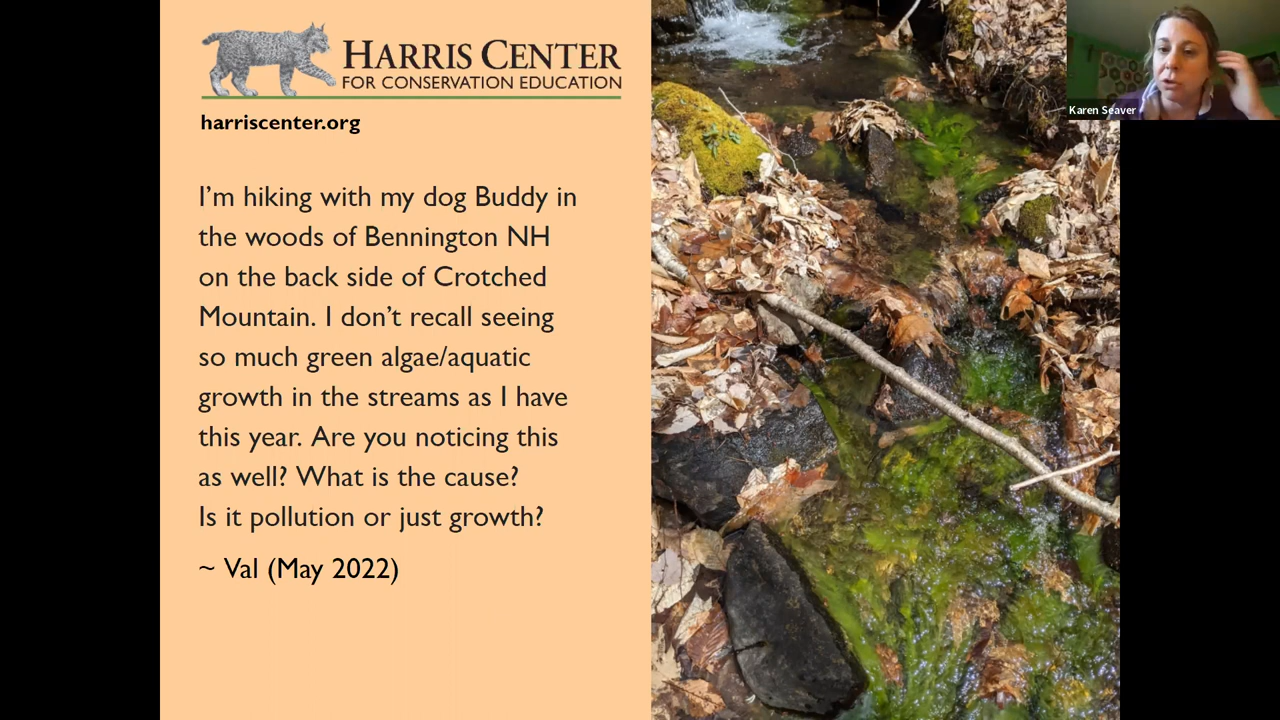 HARRIS CENTER
FOR CONSERVATION EDUCATION
harriscenter.org
I'm hiking with my dog Buddy in
the woods of Bennington NH
on the back side of Crotched
Mountain. I don't recall seeing
so much green algae/aquatic
growth in the streams as I have
this year. Are you noticing this
as well? What is the cause?
Is it pollution or just growth?
~ Val (May 2022)
Karen Seaver